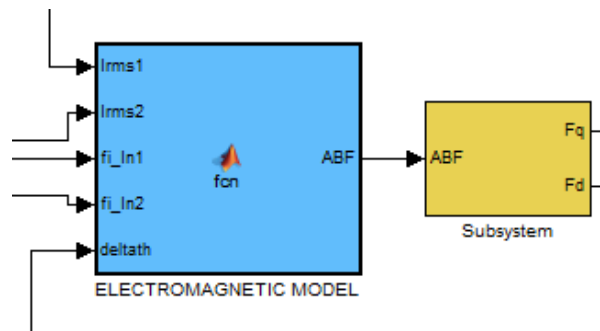 Irms1
Irms2
fi_In1
fi_In2
deltath
fcn
ABF
ELECTROMAGNETIC MODEL
ABF
Fq
Fd
Subsystem